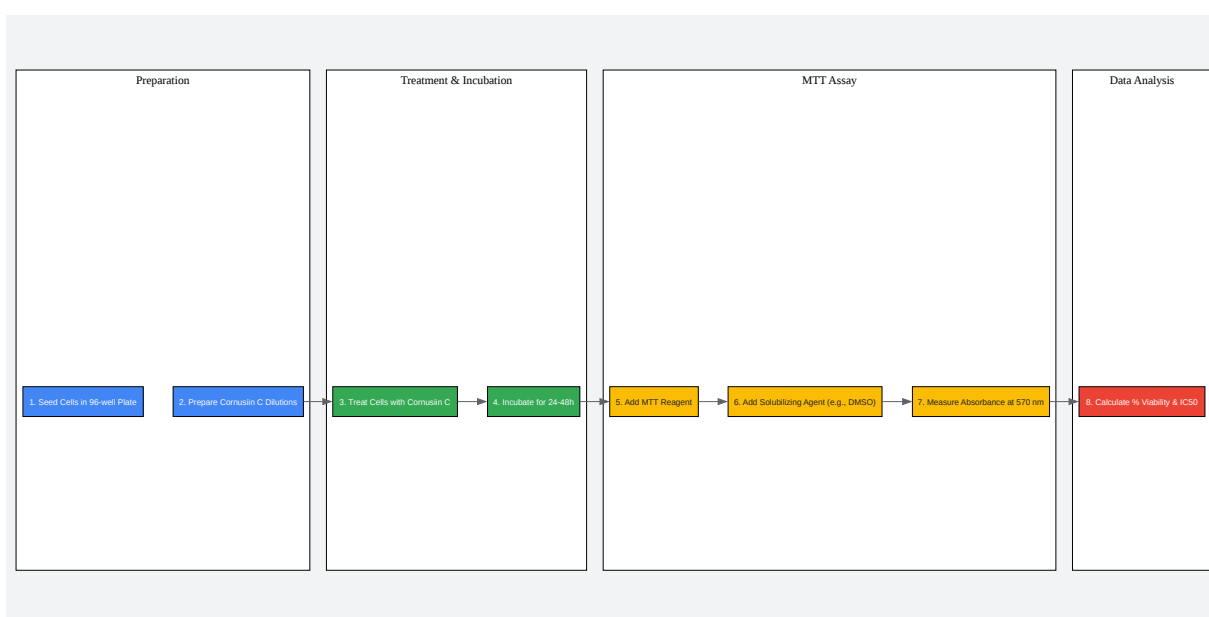 Preparation
Treatment & Incubation
MTT Assay
Data Analysis
1. Seed Cells in 96-well Plate
2. Prepare Cornusiin C Dilutions
3. Treat Cells with Cornusiin C
4. Incubate for 24-48h
5. Add MTT Reagent
6. Add Solubilizing Agent (e.g., DMSO)
7. Measure Absorbance at 570 nm
8. Calculate % Viability & IC50